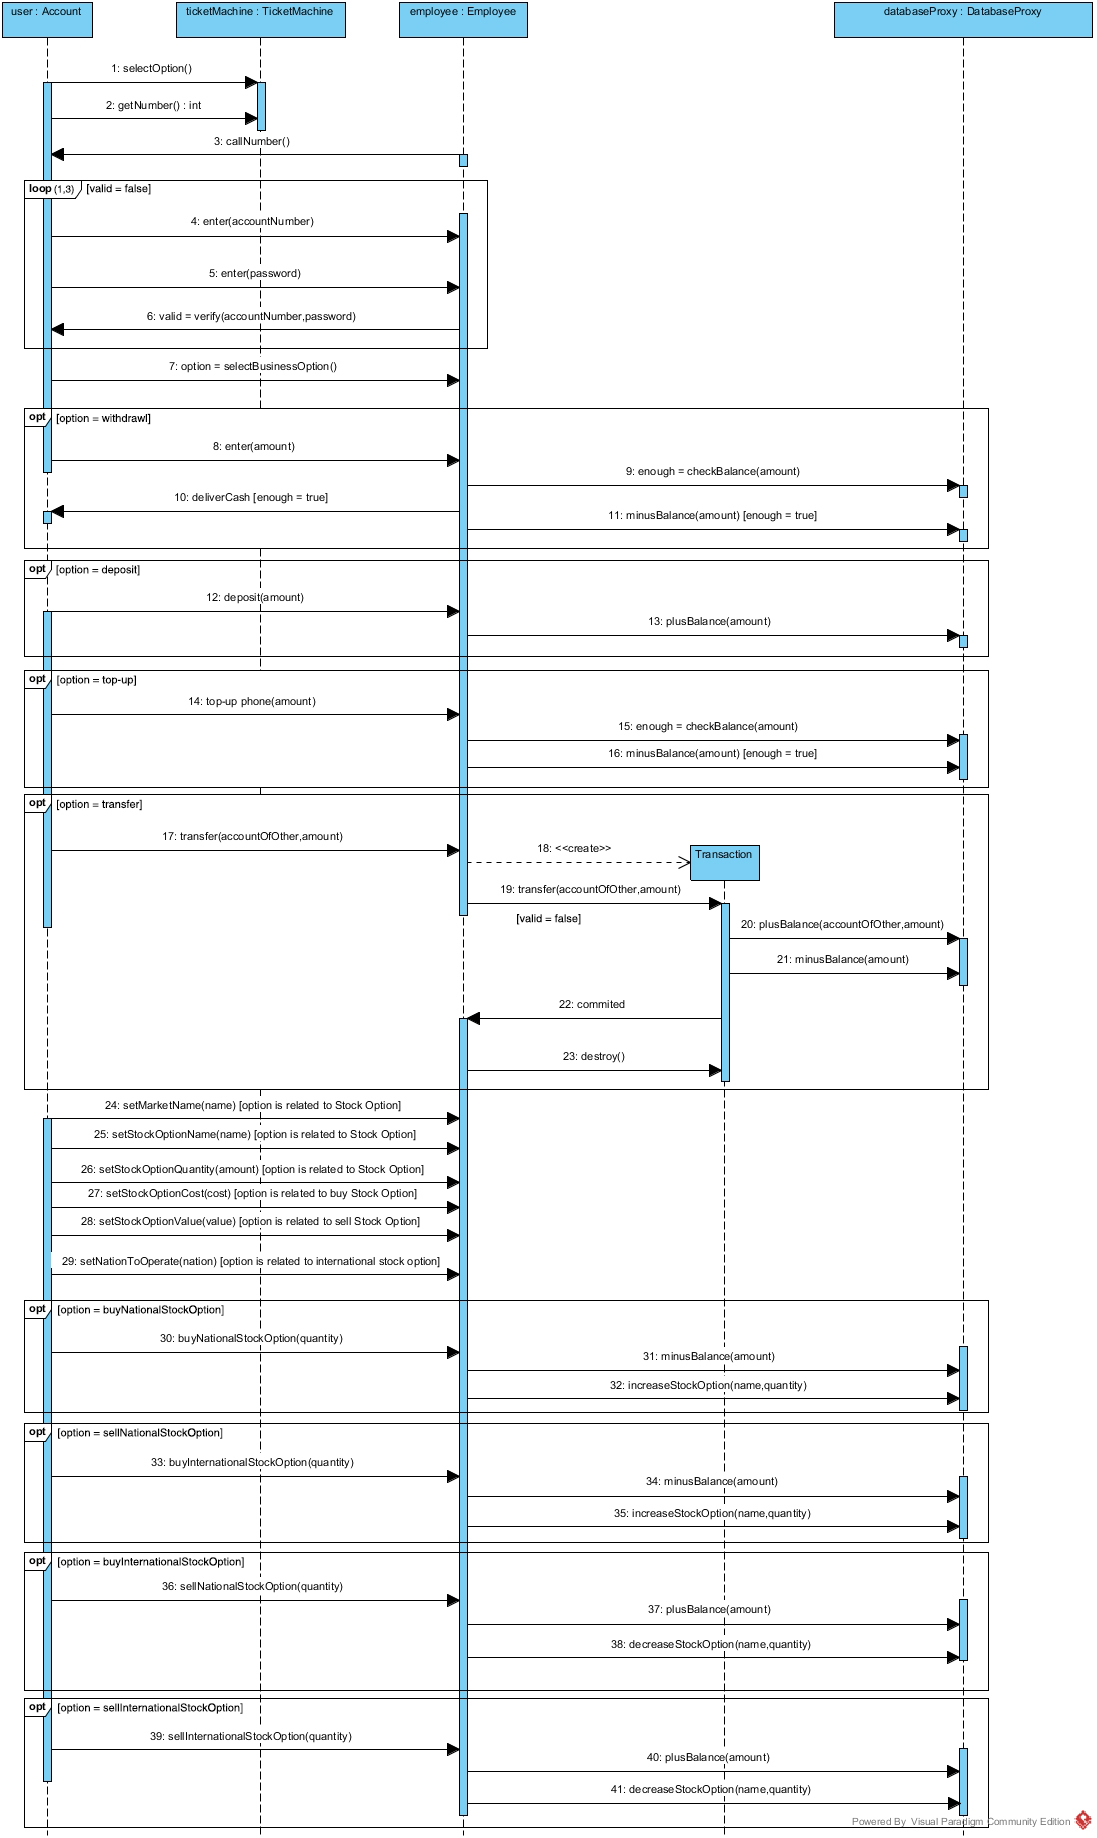 user : Account
ticketMachine : TicketMachine
employee : Employee
databaseProxy : DatabaseProxy
1: selectOption()
2: getNumber() : int
3: callNumber()
loop (1,3) [valid = false]
4: enter(accountNumber)
5: enter(password)
6: valid = verify(accountNumber,password)
7: option = selectBusinessOption()
opt [option = withdrawl]
8: enter(amount)
9: enough = checkBalance(amount)
10: deliverCash [enough = true]
11: minusBalance(amount) [enough = true]
opt [option = deposit]
12: deposit(amount)
13: plusBalance(amount)
opt [option = top-up]
14: top-up phone(amount)
15: enough = checkBalance(amount)
16: minusBalance(amount) [enough = true]
opt [option = transfer]
17: transfer(accountOfOther,amount)
18: <<create>>
Transaction
19: transfer(accountOfOther,amount)
[valid = false]
20: plusBalance(accountOfOther,amount)
21: minusBalance(amount)
22: commited
23: destroy()
24: setMarketName(name) [option is related to Stock Option]
25: setStockOptionName(name) [option is related to Stock Option]
26: setStockOptionQuantity(amount) [option is related to Stock Option]
27: setStockOptionCost(cost) [option is related to buy Stock Option]
28: setStockOptionValue(value) [option is related to sell Stock Option]
29: setNationToOperate(nation) [option is related to international stock option]
opt [option = buyNationalStockOption]
30: buyNationalStockOption(quantity)
31: minusBalance(amount)
32: increaseStockOption(name,quantity)
opt [option = sellNationalStockOption]
33: buyInternationalStockOption(quantity)
34: minusBalance(amount)
35: increaseStockOption(name,quantity)
opt [option = buyInternationalStockOption]
36: sellNationalStockOption(quantity)
37: plusBalance(amount)
38: decreaseStockOption(name,quantity)
opt [option = sellInternationalStockOption]
39: sellInternationalStockOption(quantity)
40: plusBalance(amount)
41: decreaseStockOption(name,quantity)
Powered By Visual Paradigm Community Edition